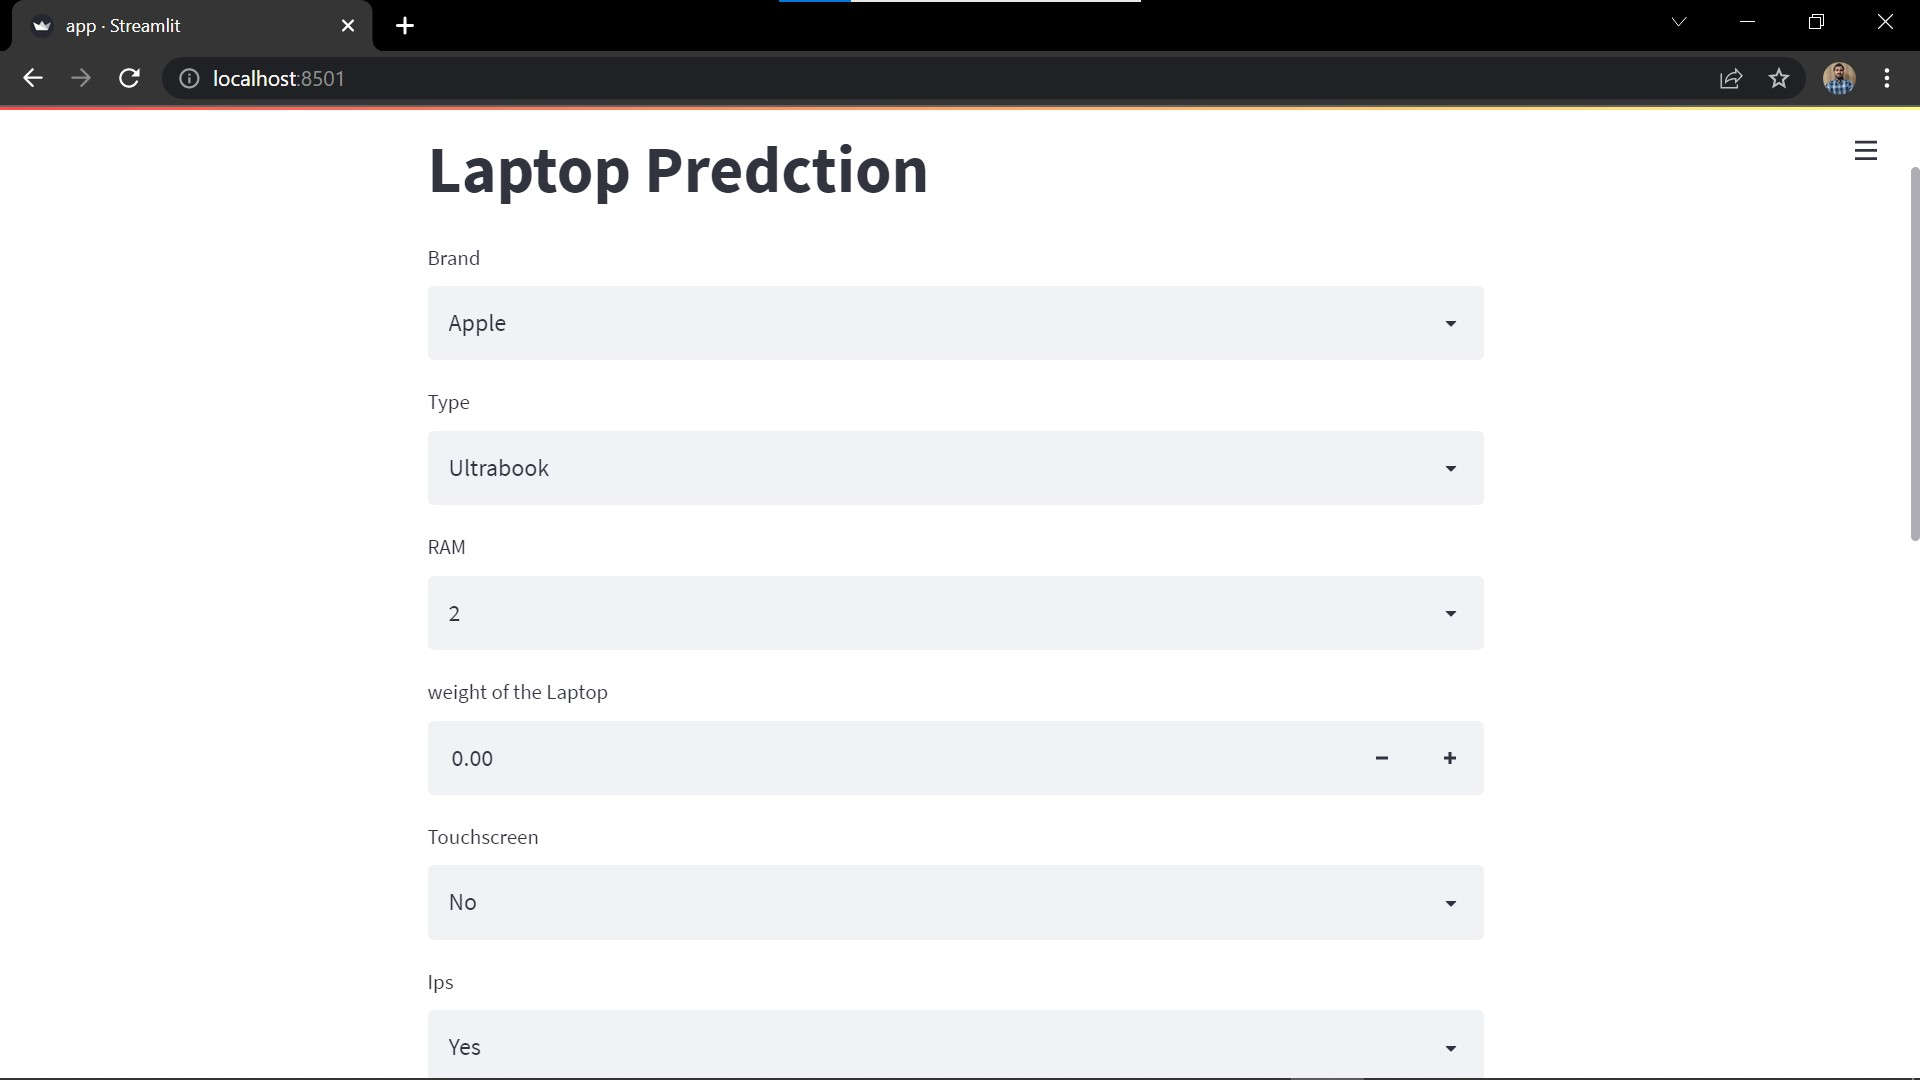 app · Streamlit
localhost:8501
Laptop Predction
Brand
Apple
Type
Ultrabook
RAM
2
weight of the Laptop
0.00
Touchscreen
No
Ips
Yes